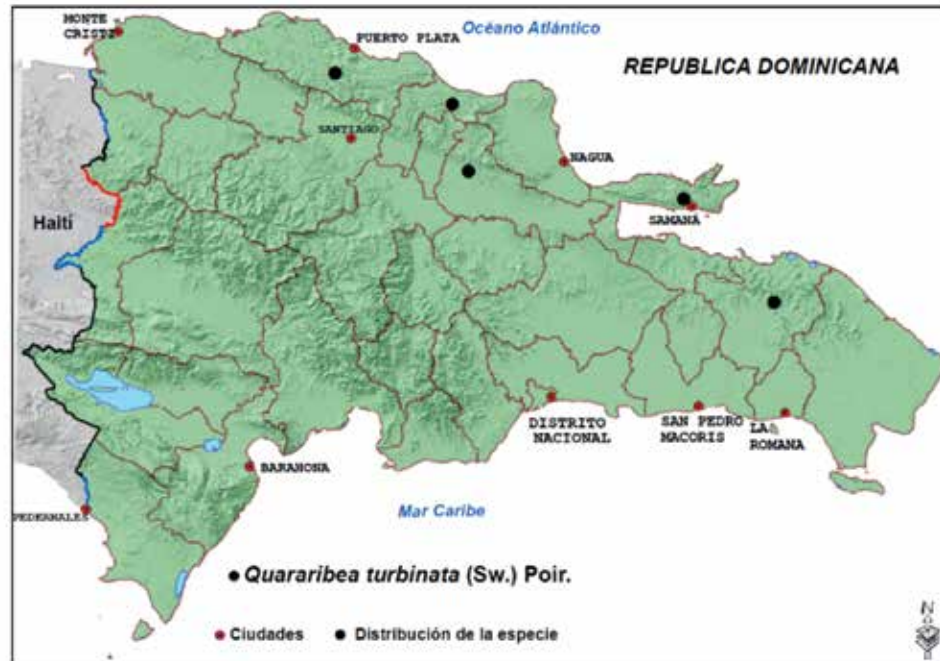 MONTE
CRISTI
PUERTO PLATA
Océano Atlántico
REPUBLICA DOMINICANA
SANTIAGO
NAGUA
Haití
SAMANÁ
DISTRITO
NACIONAL
SAN PEDRO
MACORIS
LA
ROMANA
BARAHONA
PEDERNALES
Mar Caribe
Quararibea turbinata (Sw.) Poir.
Ciudades
Distribución de la especie
N